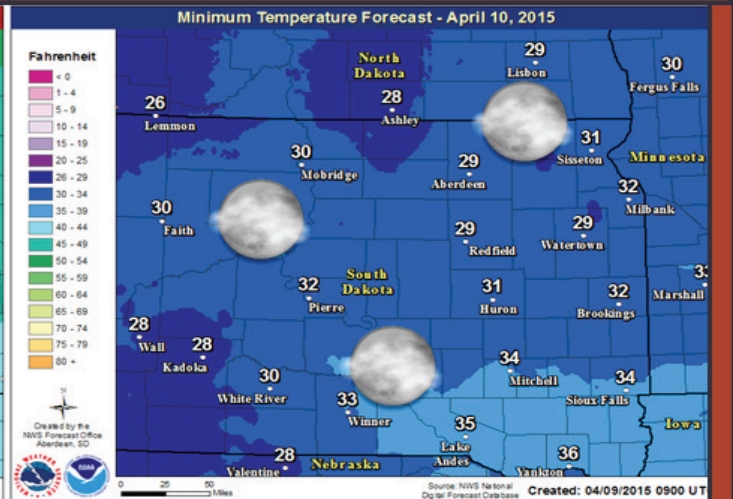 Minimum Temperature Forecast - April 10, 2015
Fahrenheit
< 0
1 - 4
5 - 9
10 - 14
15 - 19
20 - 25
26 - 29
30 - 34
35 - 39
40 - 44
45 - 49
50 - 54
55 - 59
60 - 64
65 - 69
70 - 74
75 - 79
80 +
N
Created by the
NWS Forecast Office
Aberdeen, SD
NOAA
North
Dakota
29
Lisbon
30
Fergus Falls
26
Lemmon
28
Ashley
31
Sisseton
Minnesota
30
Mobridge
29
Aberdeen
32
Milbank
30
Faith
29
Redfield
29
Watertown
South
Dakota
32
Pierre
31
Huron
32
Brookings
33
Marshall
28
Wall
28
Kadoka
30
White River
34
Mitchell
34
Sioux Falls
33
Winner
35
Lake
Andes
Iowa
28
Valentine
Nebraska
36
Yankton
0 25 50
Miles
Source: NWS National
Digital Forecast Database
Created: 04/09/2015 0900 UT